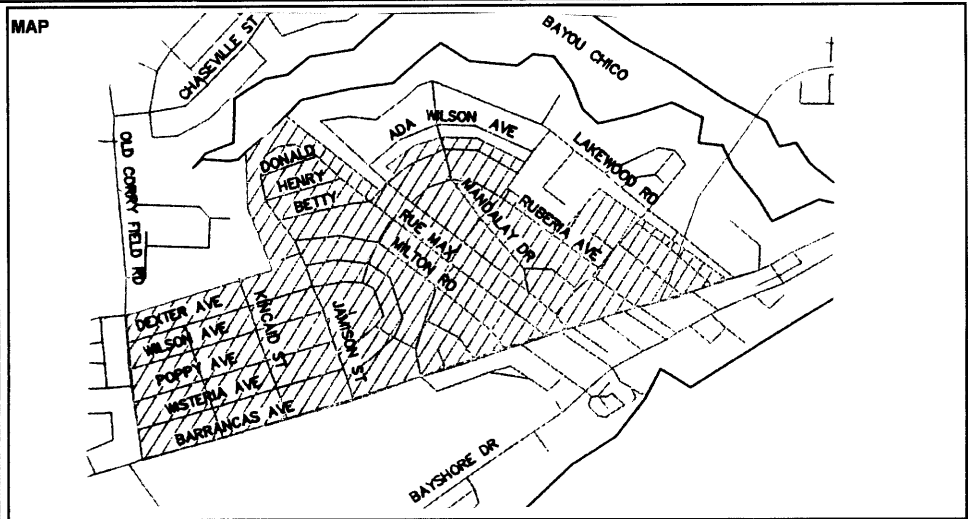 MAP
CHASEVILLE ST
BAYOU CHICO
OLD CORRY FIELD RD
ADA WILSON AVE
LAKEWOOD RD
DONALD
HENRY
BETTY
MANDALAY DR
RUBERIA AVE
RUE MAX
MILTON RD
DEXTER AVE
WILSON AVE
POPPY AVE
WISTERIA AVE
BARRANCAS AVE
KINCAID ST
JAMISON ST
BAYSHORE DR